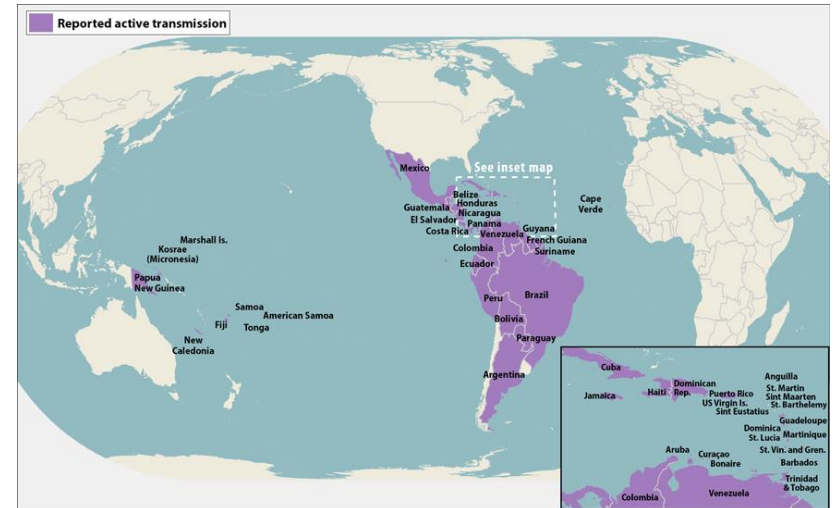 Reported active transmission
See inset map
Mexico
Belize
Guatemala
Honduras
Nicaragua
El Salvador
Panama
Costa Rica
Venezuela
Guyana
French Guiana
Suriname
Colombia
Ecuador
Cape
Verde
Marshall Is.
Kosrae
(Micronesia)
Papua
New Guinea
Peru
Brazil
Bolivia
Samoa
American Samoa
Fiji
Tonga
New
Caledonia
Paraguay
Argentina
Cuba
Jamaica
Haiti
Dominican
Rep.
Puerto Rico
US Virgin Is.
Sint Eustatius
Anguilla
St. Martin
Sint Maarten
St. Barthelemy
Guadeloupe
Dominica
Martinique
St. Lucia
St. Vin. and Gren.
Aruba
Curaçao
Bonaire
Barbados
Trinidad
& Tobago
Colombia
Venezuela